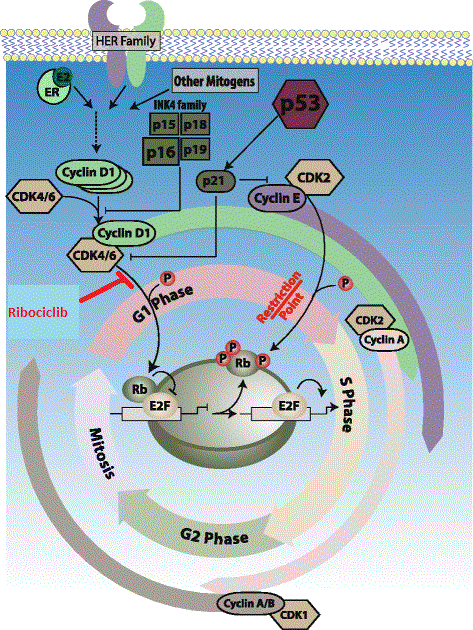 HER Family
E2
ER
Other Mitogens
INK4 family
p15 p18
p16 p19
p53
Cyclin D1
CDK4/6
p21
CDK2
Cyclin E
Cyclin D1
CDK4/6
P
G1 Phase
Ribociclib
Restriction
Point
P
CDK2
Cyclin A
P
P
P
Rb
Rb
E2F
E2F
S Phase
Mitosis
G2 Phase
Cyclin A/B
CDK1